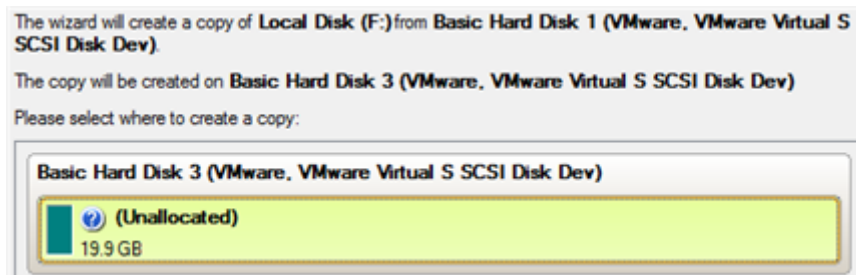 The wizard will create a copy of Local Disk (F:)from Basic Hard Disk 1 (VMware, VMware Virtual S
SCSI Disk Dev).
The copy will be created on Basic Hard Disk 3 (VMware, VMware Virtual S SCSI Disk Dev)
Please select where to create a copy:
Basic Hard Disk 3 (VMware, VMware Virtual S SCSI Disk Dev)
? (Unallocated)
19.9 GB